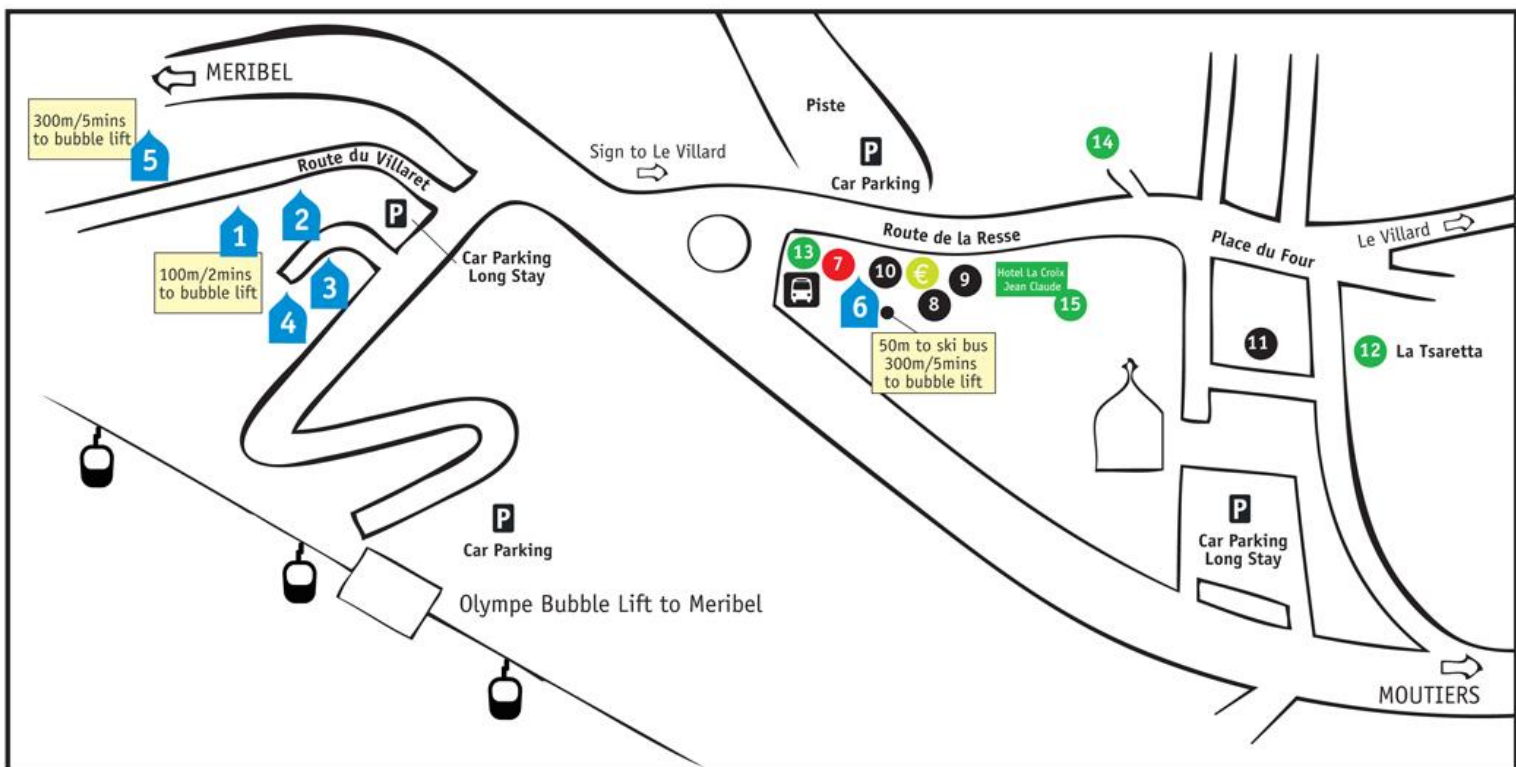 MERIBEL
300m/5mins
to bubble lift
5
Route du Villaret
1
2
P
Car Parking
Long Stay
100m/2mins
to bubble lift
3
4
Piste
Sign to Le Villard
P
Car Parking
14
Route de la Resse
Place du Four
Le Villard
13
7
10
€
9
8
6
Hotel La Croix
Jean Claude
15
50m to ski bus
300m/5mins
to bubble lift
11
12
La Tsaretta
P
Car Parking
P
Car Parking
Long Stay
Olympe Bubble Lift to Meribel
MOUTIERS